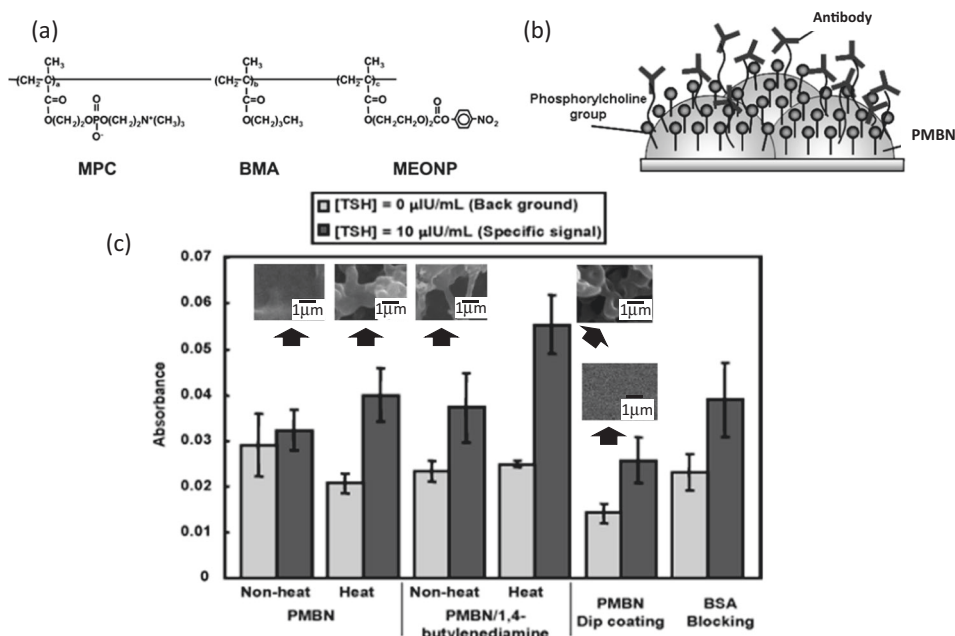 (a)
CH₃ CH₃ CH₃
(CH₂-C)ₐ (CH₂-C)b (CH₂-C)c
C=O C=O C=O
O(CH₂)₂OPO(CH₂)₂N⁺(CH₃)₃ O(CH₂)₃CH₃ O(CH₂CH₂O)₂CO NO₂
O O
O⁻
MPC BMA MEONP
(b)
Antibody
Phosphorylcholine
group
PMBN
(c)
[TSH] = 0 μIU/mL (Back ground)
[TSH] = 10 μIU/mL (Specific signal)
Absorbance
0.07
0.06
0.05
0.04
0.03
0.02
0.01
0
1μm 1μm 1μm 1μm
1μm
Non-heat Heat Non-heat Heat
PMBN
PMBN/1,4-
butylenediamine
PMBN
Dip coating
BSA
Blocking